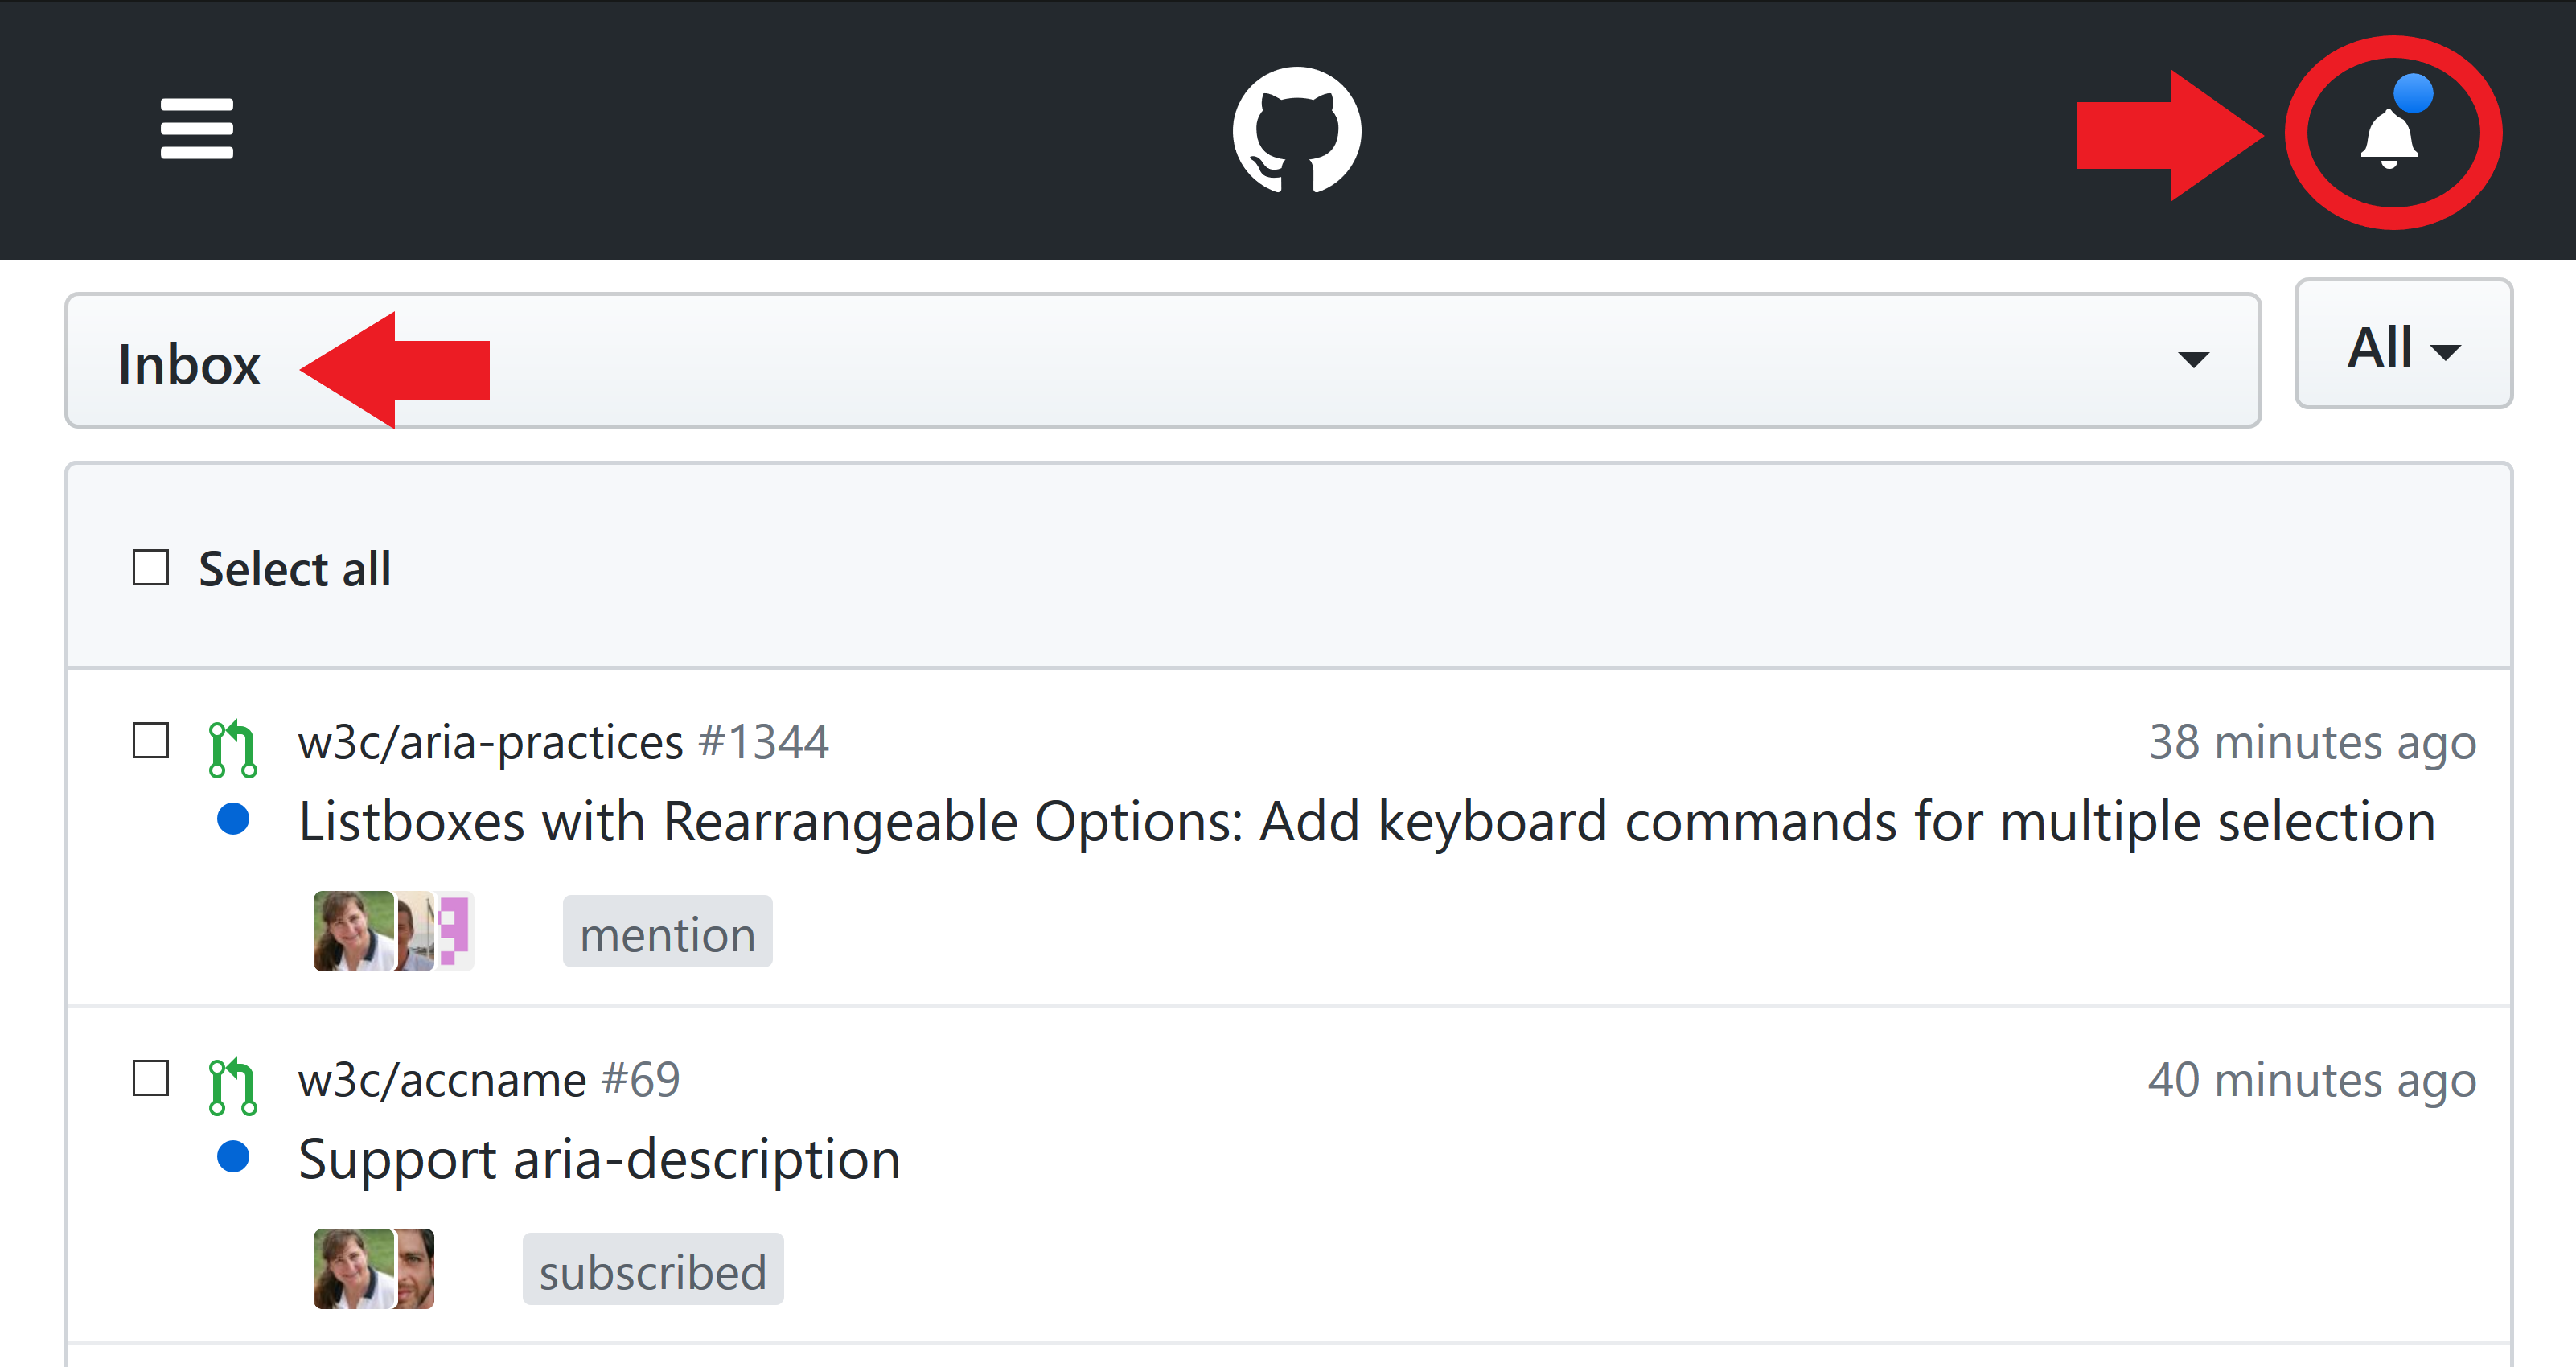 Inbox
All
Select all
w3c/aria-practices #1344 38 minutes ago
Listboxes with Rearrangeable Options: Add keyboard commands for multiple selection
mention
w3c/accname #69 40 minutes ago
Support aria-description
subscribed